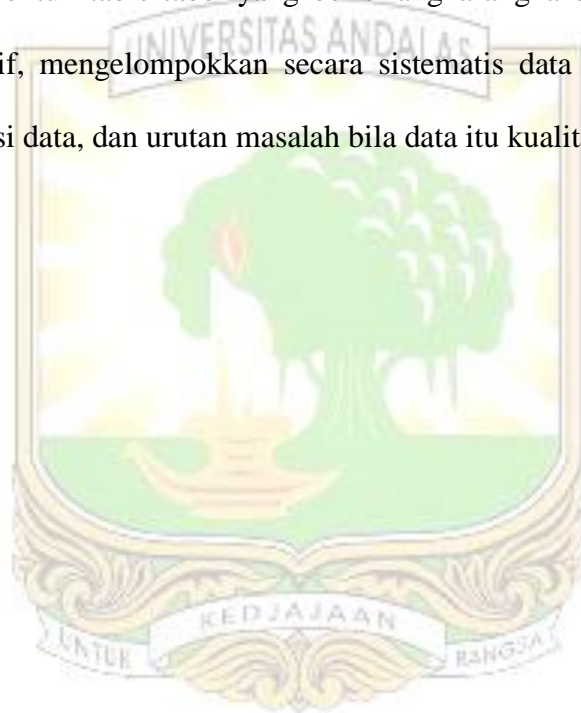 UNIVERSITAS ANDALAS
if, mengelompokkan secara sistematis data
si data, dan urutan masalah bila data itu kualit
UNTUK KEDJAJAAN BANGSA